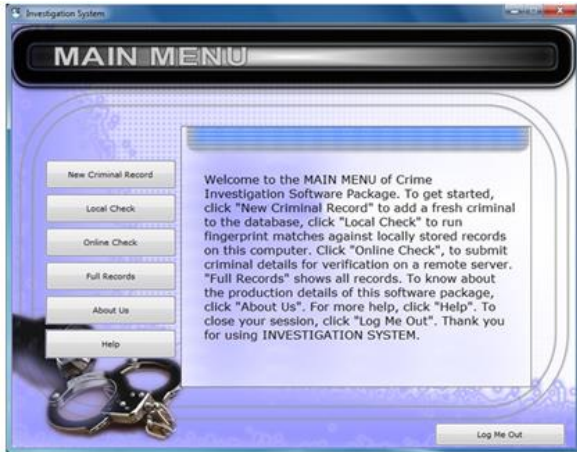 Investigation System
MAIN MENU
New Criminal Record
Local Check
Online Check
Full Records
About Us
Help
Welcome to the MAIN MENU of Crime
Investigation Software Package. To get started,
click "New Criminal Record" to add a fresh criminal
to the database, click "Local Check" to run
fingerprint matches against locally stored records
on this computer. Click "Online Check", to submit
criminal details for verification on a remote server.
"Full Records" shows all records. To know about
the production details of this software package,
click "About Us". For more help, click "Help". To
close your session, click "Log Me Out". Thank you
for using INVESTIGATION SYSTEM.
Log Me Out